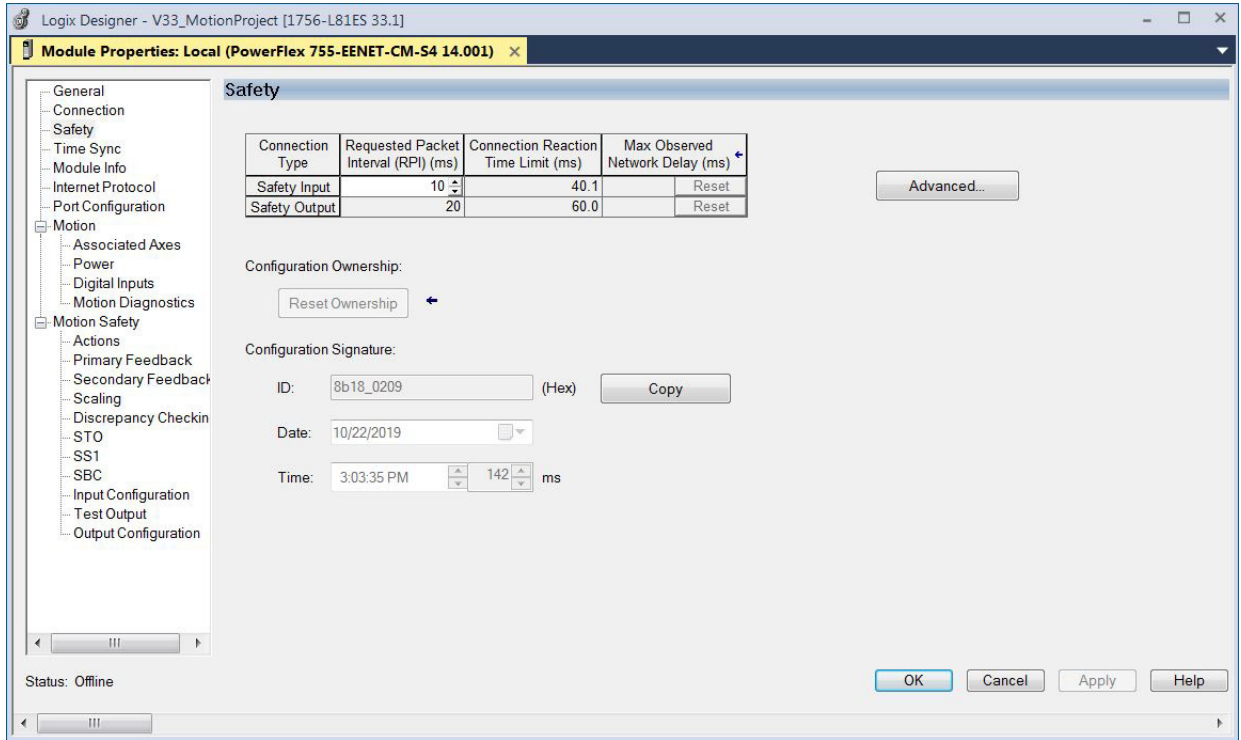 Logix Designer - V33_MotionProject [1756-L81ES 33.1]
Module Properties: Local (PowerFlex 755-EENET-CM-S4 14.001) ×
General
Connection
Safety
Time Sync
Module Info
Internet Protocol
Port Configuration
Motion
Associated Axes
Power
Digital Inputs
Motion Diagnostics
Motion Safety
Actions
Primary Feedback
Secondary Feedback
Scaling
Discrepancy Checkin
STO
SS1
SBC
Input Configuration
Test Output
Output Configuration
Safety
Connection Type Requested Packet Interval (RPI) (ms) Connection Reaction Time Limit (ms) Max Observed Network Delay (ms)
Safety Input 10 40.1 Reset
Safety Output 20 60.0 Reset
Advanced...
Configuration Ownership:
Reset Ownership
Configuration Signature:
ID: 8b18_0209 (Hex) Copy
Date: 10/22/2019
Time: 3:03:35 PM 142 ms
Status: Offline
OK Cancel Apply Help